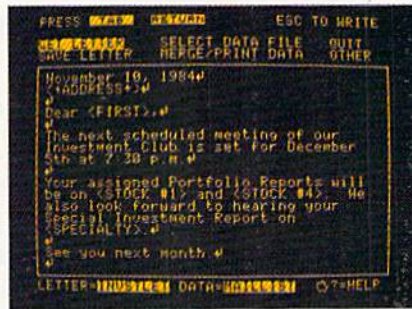 PRESS TAB RETURN ESC TO WRITE
GET LETTER SELECT DATA FILE QUIT
SAVE LETTER MERGE/PRINT DATA OTHER
November 10, 1984↵
<*ADDRESS*>↵
↵
Dear <FIRST>,↵
↵
The next scheduled meeting of our
Investment Club is set for December
5th at 7:30 p.m.↵
↵
Your assigned Portfolio Reports will
be on <STOCK #1> and <STOCK #4>. We
also look forward to hearing your
Special Investment Report on
<SPECIALTY>.↵
↵
See you next month.↵
↵
LETTER=INVSTLET DATA=MAILLIST ?=HELP